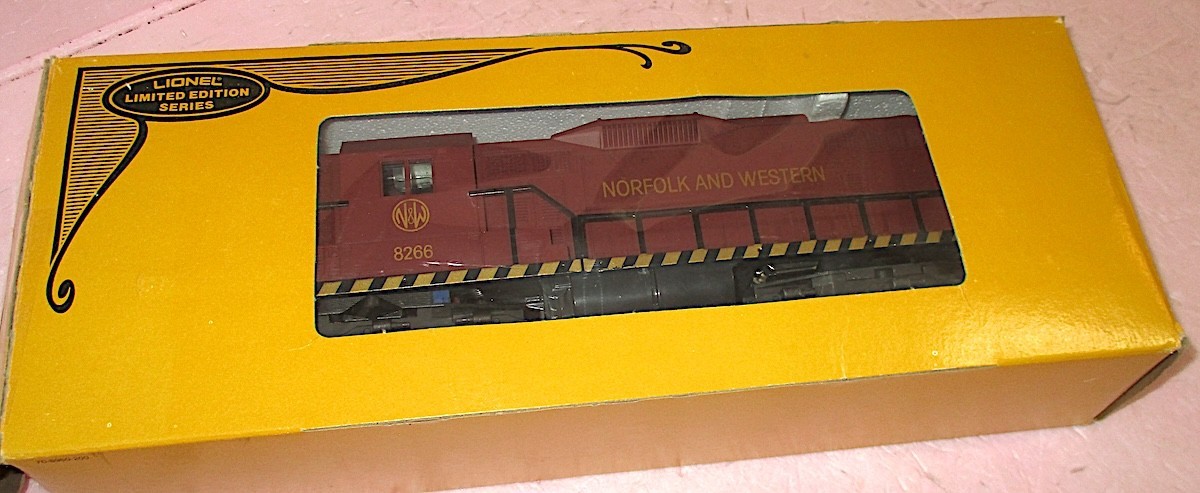 LIONEL
LIMITED EDITION
SERIES
NORFOLK AND WESTERN
N&W
8266